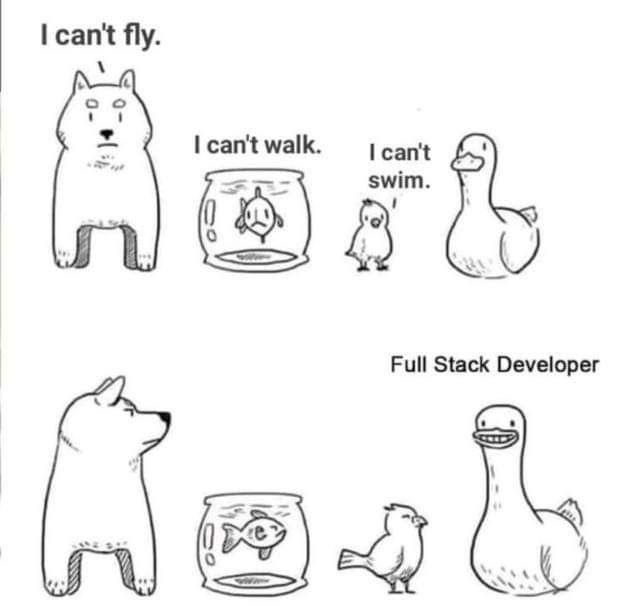 I can't fly.
I can't walk.
I can't
swim.
Full Stack Developer